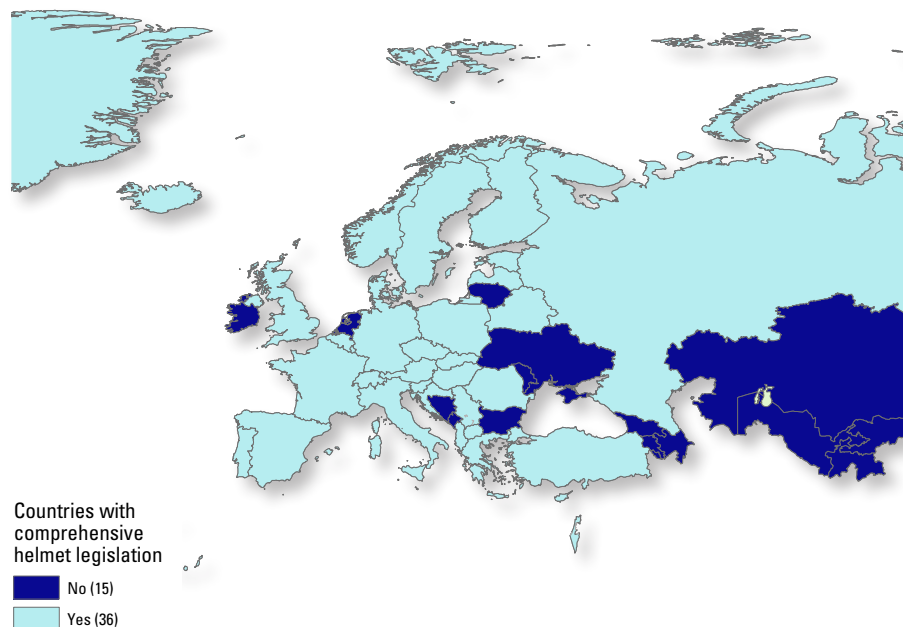 Countries with
comprehensive
helmet legislation
No (15)
Yes (36)